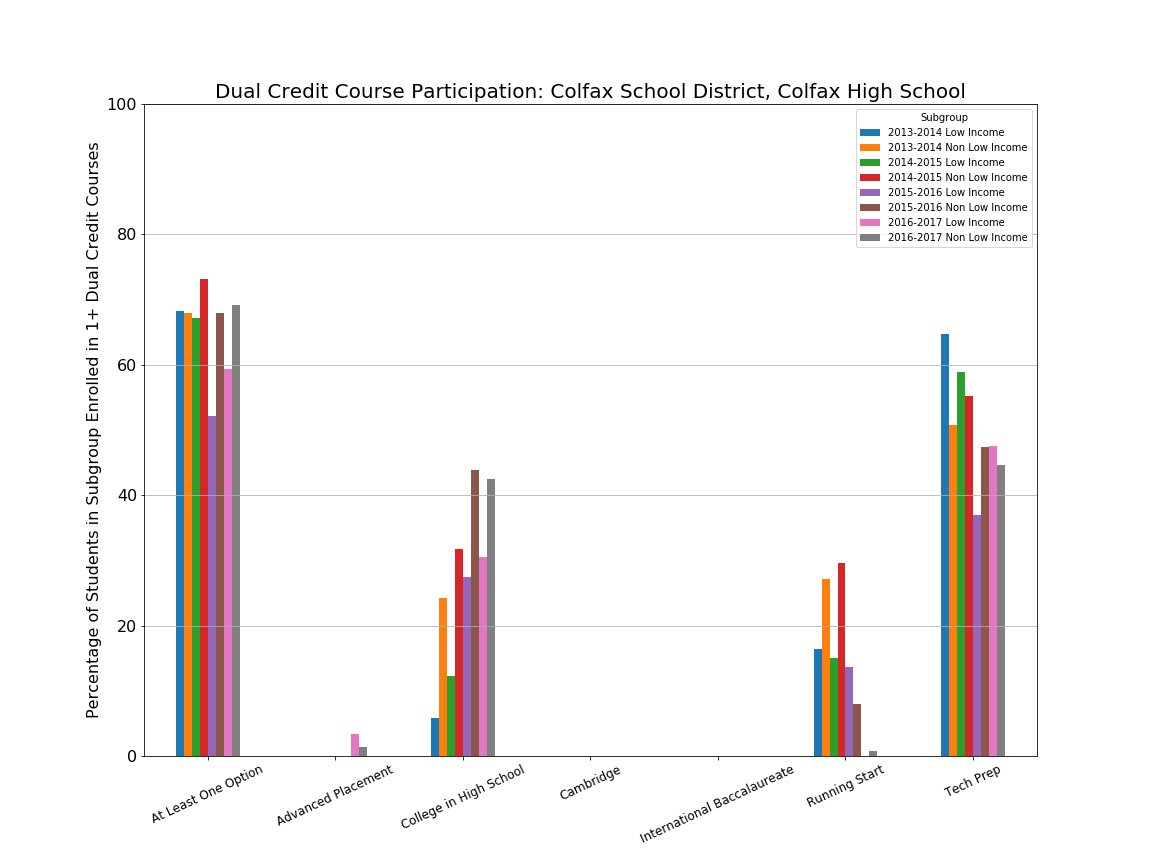 Dual Credit Course Participation: Colfax School District, Colfax High School
Percentage of Students in Subgroup Enrolled in 1+ Dual Credit Courses
100
80
60
40
20
0
Subgroup
2013-2014 Low Income
2013-2014 Non Low Income
2014-2015 Low Income
2014-2015 Non Low Income
2015-2016 Low Income
2015-2016 Non Low Income
2016-2017 Low Income
2016-2017 Non Low Income
At Least One Option
Advanced Placement
College in High School
Cambridge
International Baccalaureate
Running Start
Tech Prep